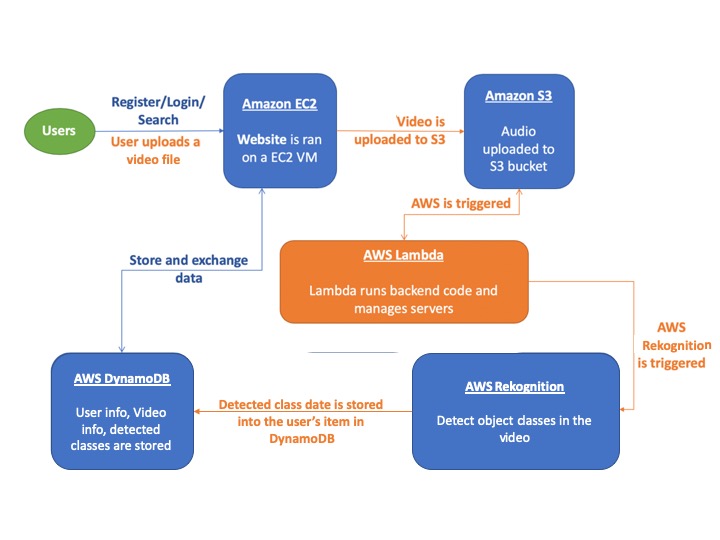 Register/Login/
Search
Users
User uploads a
video file
Amazon EC2
Website is ran
on a EC2 VM
Video is
uploaded to S3
Amazon S3
Audio
uploaded to
S3 bucket
AWS is triggered
AWS Lambda
Lambda runs backend code and
manages servers
Store and exchange
data
AWS
Rekognition
is triggered
AWS DynamoDB
User info, Video
info, detected
classes are stored
Detected class date is stored
into the user's item in
DynamoDB
AWS Rekognition
Detect object classes in the
video